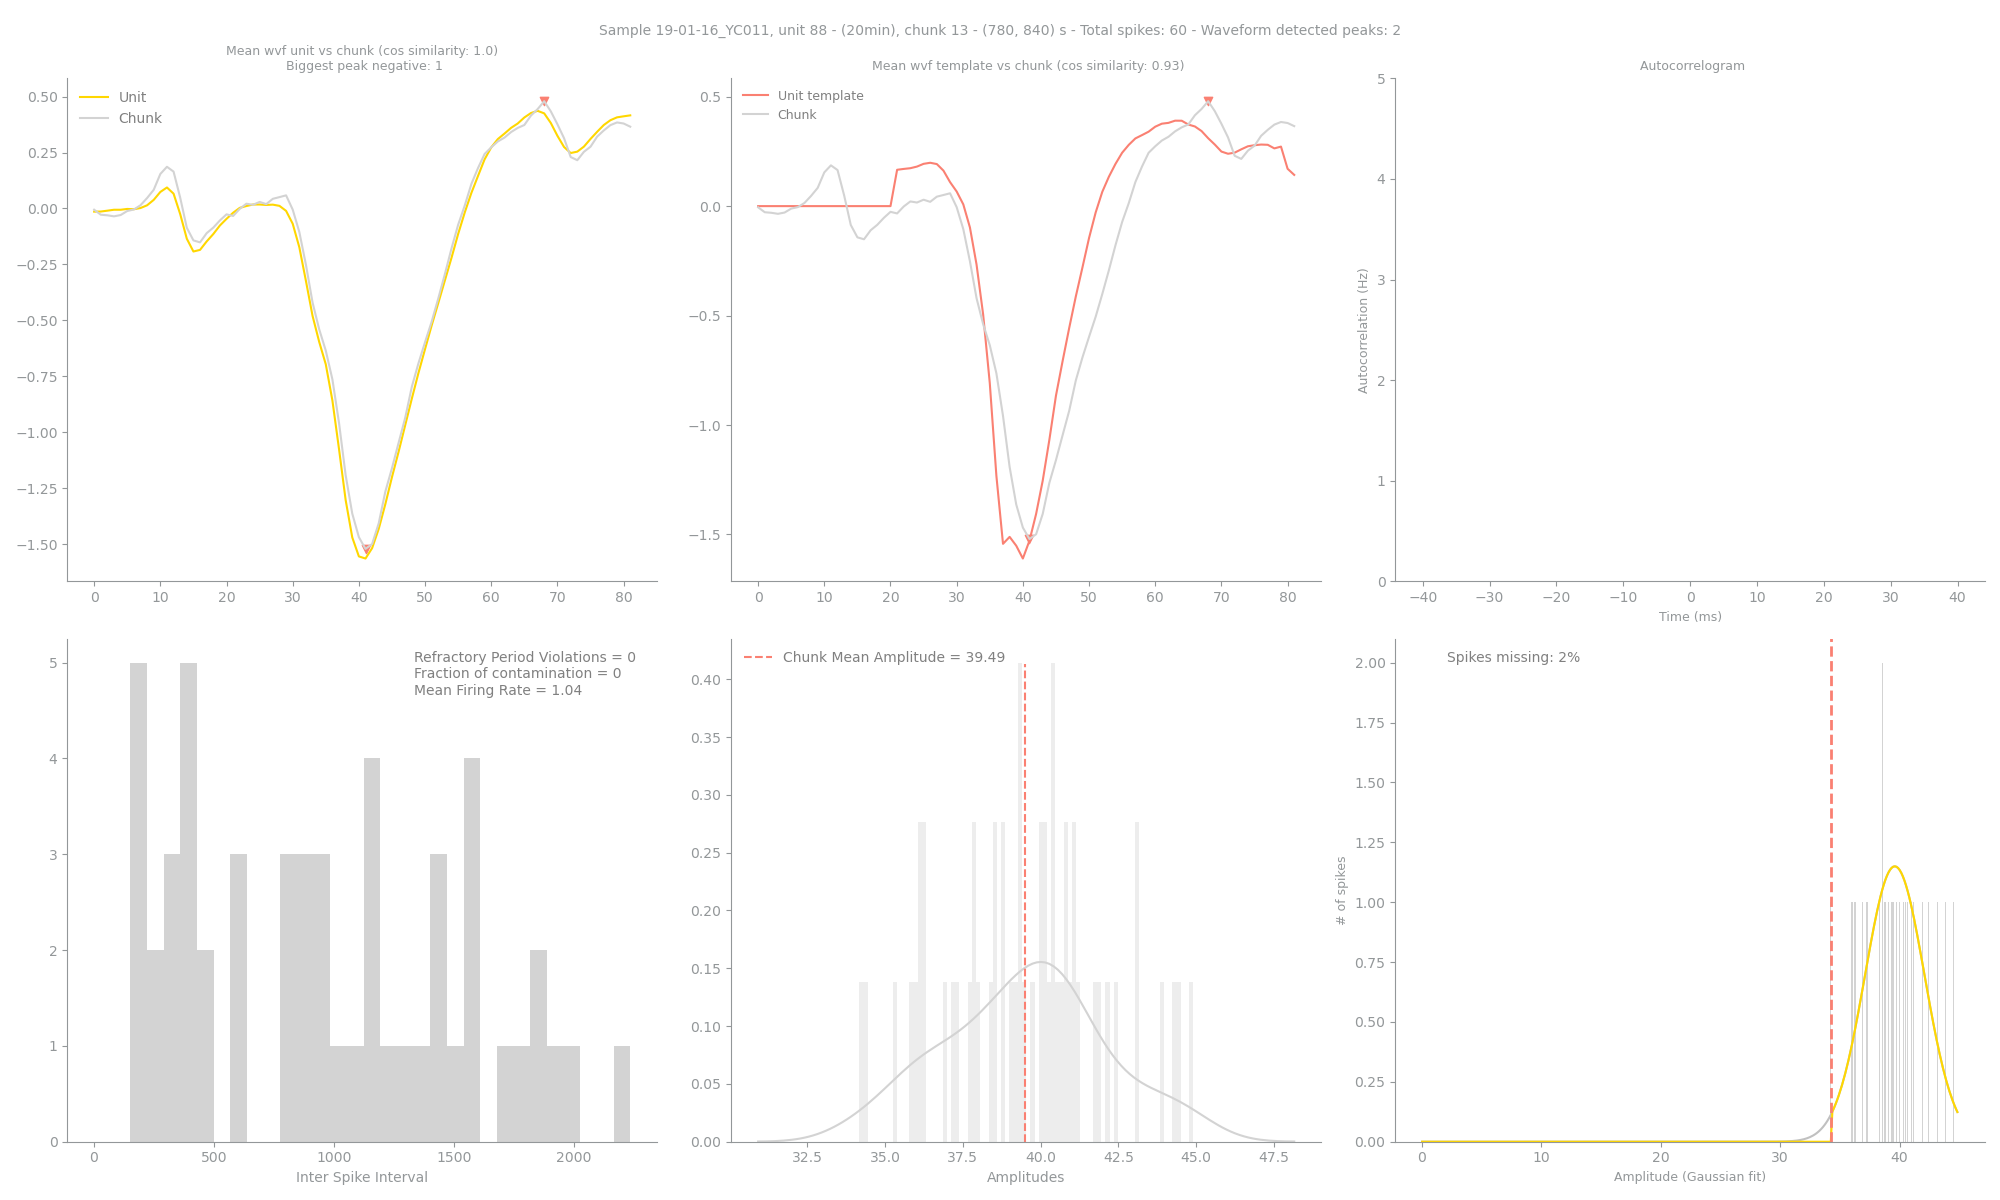 Sample 19-01-16_YC011, unit 88 - (20min), chunk 13 - (780, 840) s - Total spikes: 60 - Waveform detected peaks: 2
Mean wvf unit vs chunk (cos similarity: 1.0)
Biggest peak negative: 1
Unit
Chunk
0.50
0.25
0.00
−0.25
−0.50
−0.75
−1.00
−1.25
−1.50
0 10 20 30 40 50 60 70 80
Mean wvf template vs chunk (cos similarity: 0.93)
Unit template
Chunk
0.5
0.0
−0.5
−1.0
−1.5
0 10 20 30 40 50 60 70 80
Autocorrelogram
Autocorrelation (Hz)
5
4
3
2
1
0
−40 −30 −20 −10 0 10 20 30 40
Time (ms)
Refractory Period Violations = 0
Fraction of contamination = 0
Mean Firing Rate = 1.04
5
4
3
2
1
0
0 500 1000 1500 2000
Inter Spike Interval
Chunk Mean Amplitude = 39.49
0.40
0.35
0.30
0.25
0.20
0.15
0.10
0.05
0.00
32.5 35.0 37.5 40.0 42.5 45.0 47.5
Amplitudes
Spikes missing: 2%
# of spikes
2.00
1.75
1.50
1.25
1.00
0.75
0.50
0.25
0.00
0 10 20 30 40
Amplitude (Gaussian fit)